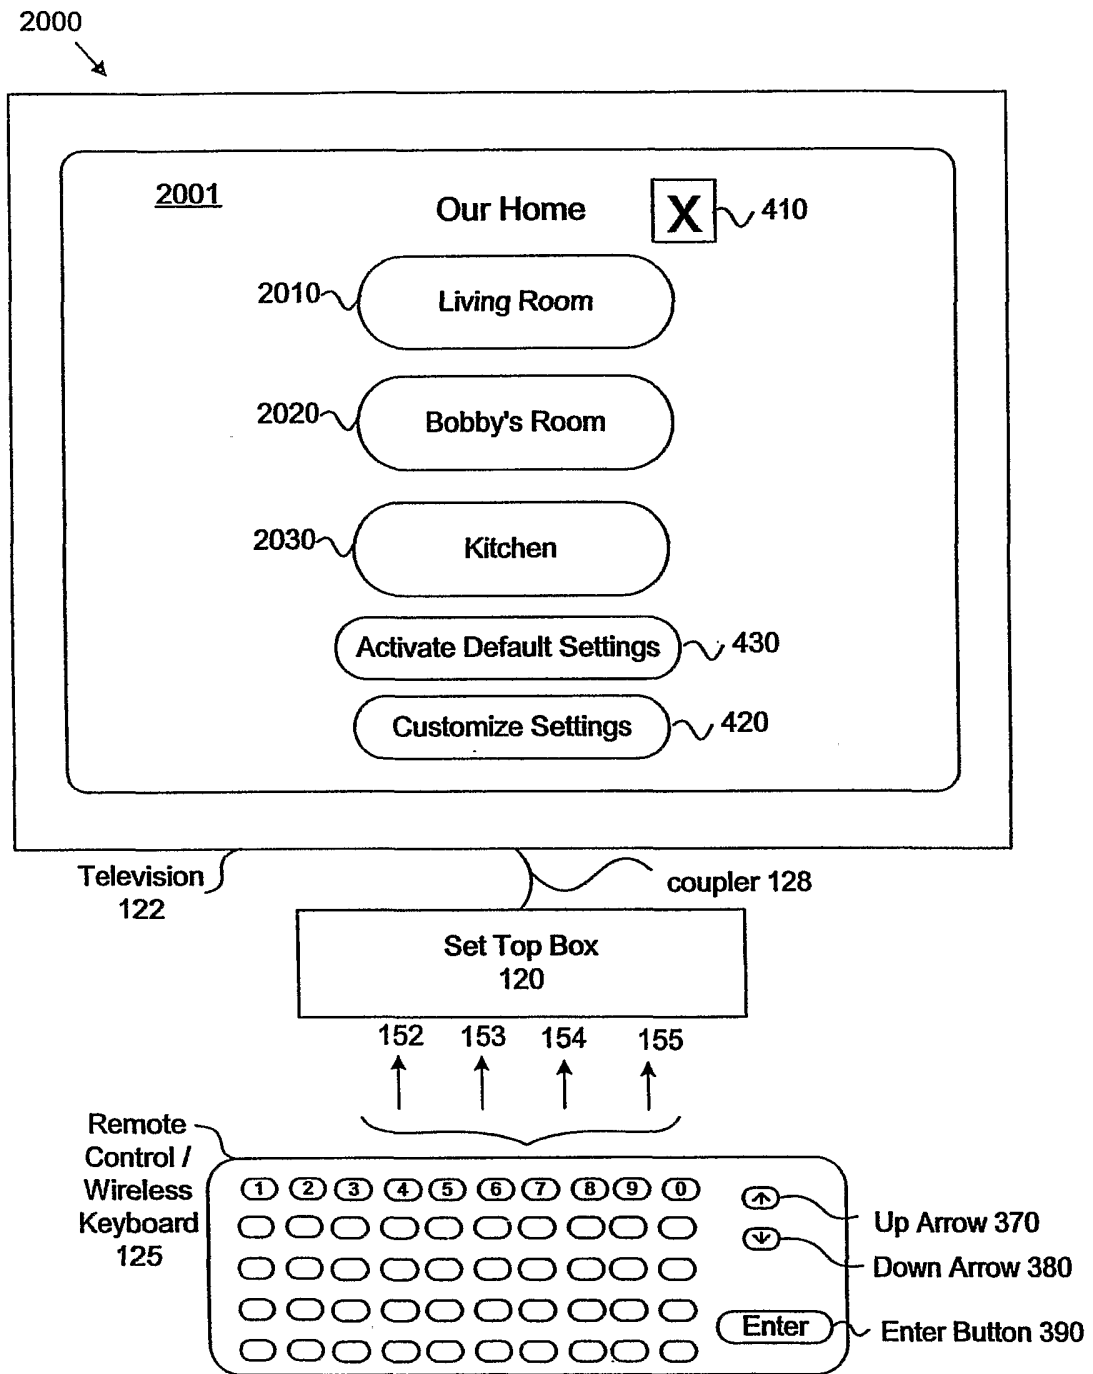 2000
2001
Our Home
X
410
2010
Living Room
2020
Bobby's Room
2030
Kitchen
Activate Default Settings
430
Customize Settings
420
Television
122
coupler 128
Set Top Box
120
152 153 154 155
Remote
Control /
Wireless
Keyboard
125
1 2 3 4 5 6 7 8 9 0
Up Arrow 370
Down Arrow 380
Enter
Enter Button 390